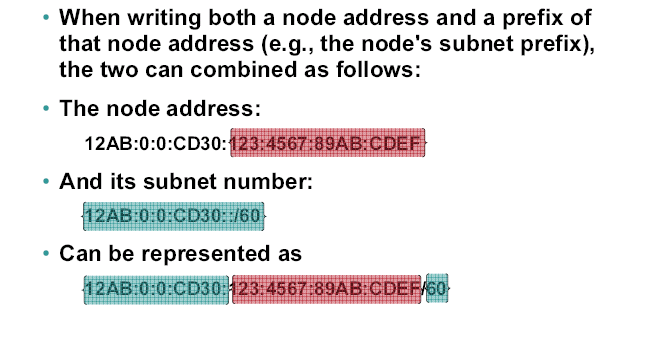 • When writing both a node address and a prefix of
that node address (e.g., the node's subnet prefix),
the two can combined as follows:
• The node address:
12AB:0:0:CD30:123:4567:89AB:CDEF
• And its subnet number:
12AB:0:0:CD30::/60
• Can be represented as
12AB:0:0:CD30:123:4567:89AB:CDEF/60